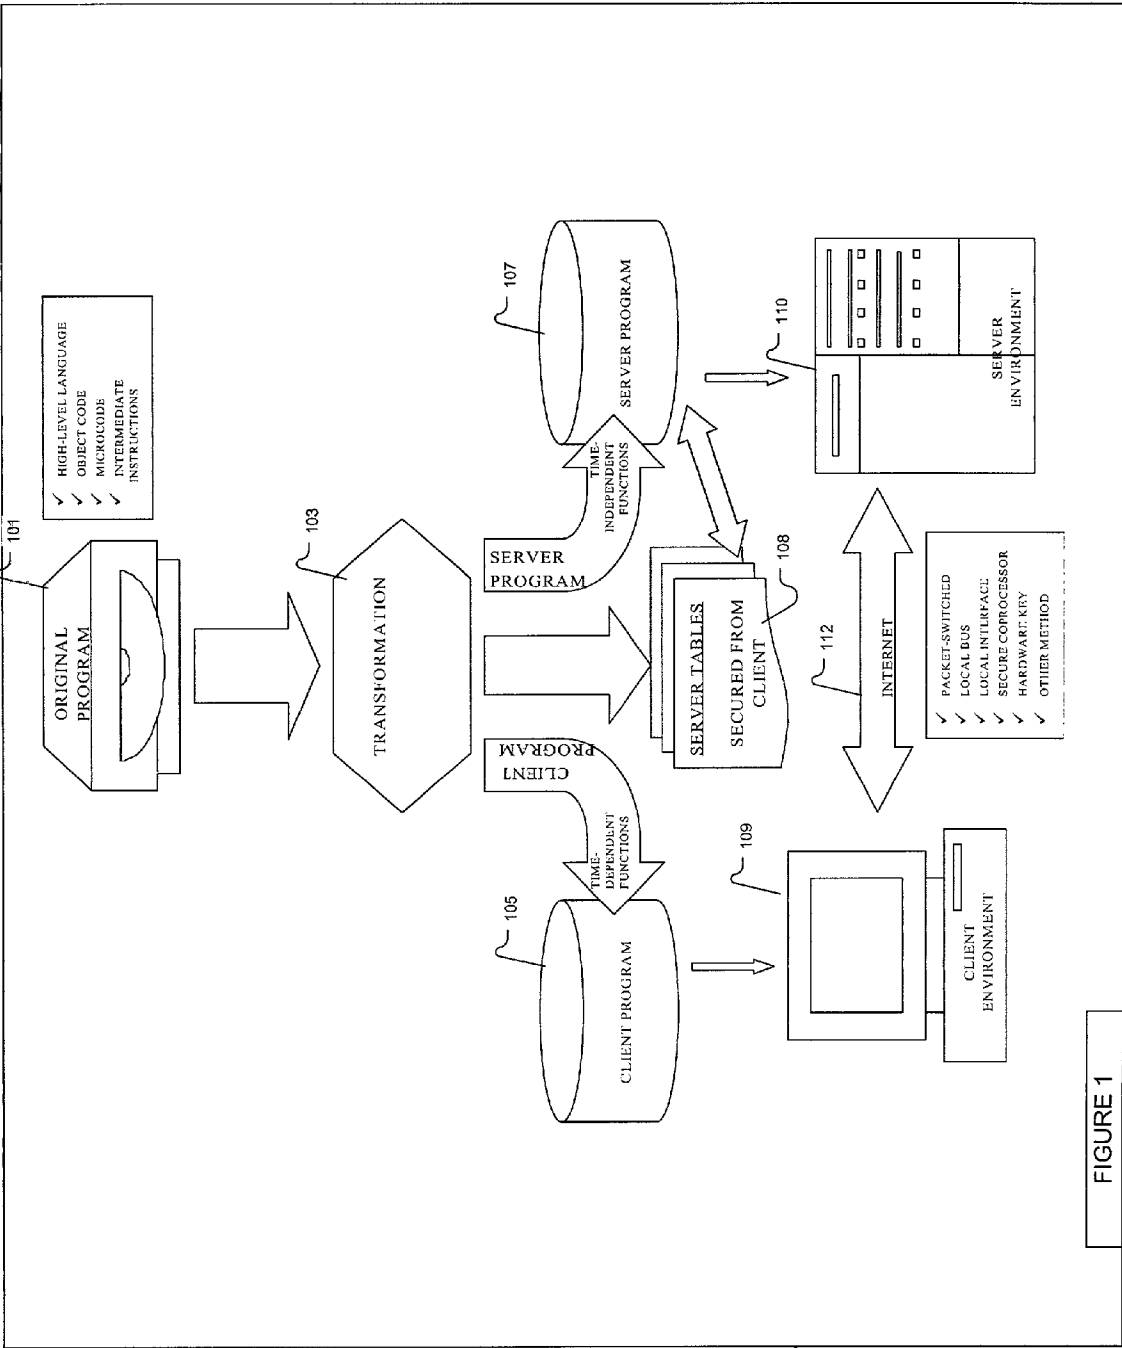 101
ORIGINAL
PROGRAM
✓ HIGH-LEVEL LANGUAGE
✓ OBJECT CODE
✓ MICROCODE
✓ INTERMEDIATE
INSTRUCTIONS
103
TRANSFORMATION
CLIENT
PROGRAM
SERVER
PROGRAM
TIME-
DEPENDENT
FUNCTIONS
TIME-
INDEPENDENT
FUNCTIONS
105
CLIENT PROGRAM
107
SERVER PROGRAM
SERVER TABLES
SECURED FROM
CLIENT
108
109
CLIENT
ENVIRONMENT
110
SERVER
ENVIRONMENT
112
INTERNET
✓ PACKET-SWITCHED
✓ LOCAL BUS
✓ LOCAL INTERFACE
✓ SECURE COPROCESSOR
✓ HARDWARE KEY
✓ OTHER METHOD
FIGURE 1